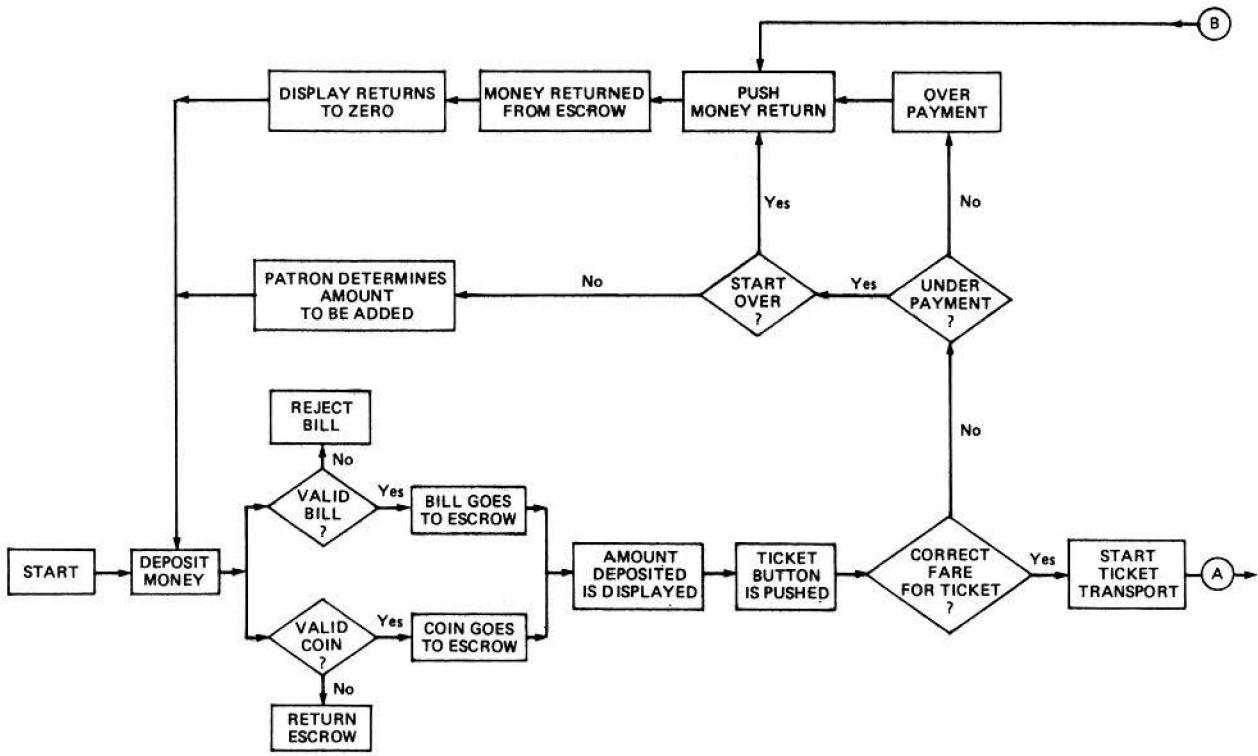 B
DISPLAY RETURNS
TO ZERO
MONEY RETURNED
FROM ESCROW
PUSH
MONEY RETURN
OVER
PAYMENT
Yes
No
PATRON DETERMINES
AMOUNT
TO BE ADDED
No
START
OVER
?
Yes
UNDER
PAYMENT
?
REJECT
BILL
No
No
VALID
BILL
?
Yes
BILL GOES
TO ESCROW
START
DEPOSIT
MONEY
AMOUNT
DEPOSITED
IS DISPLAYED
TICKET
BUTTON
IS PUSHED
CORRECT
FARE
FOR TICKET
?
Yes
START
TICKET
TRANSPORT
A
VALID
COIN
?
Yes
COIN GOES
TO ESCROW
No
RETURN
ESCROW